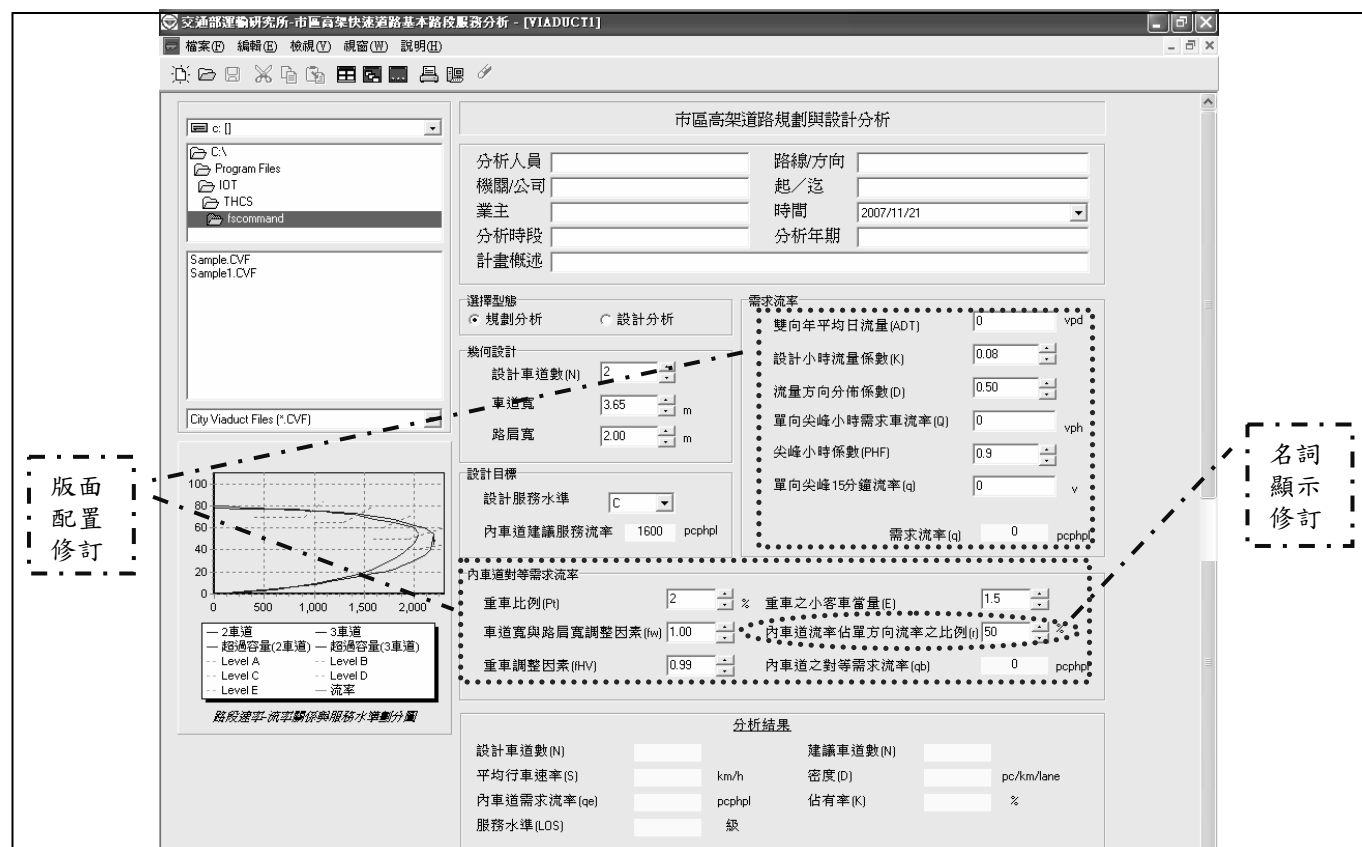 交通部運輸研究所-市區高架快速道路基本路段服務分析 - [VIADUCT1]
檔案(F) 編輯(E) 檢視(V) 視窗(W) 說明(H)
c: []
C:\
Program Files
IOT
THCS
fscommand
Sample.CVF
Sample1.CVF
City Viaduct Files (*.CVF)
市區高架道路規劃與設計分析
分析人員
路線/方向
機關/公司
起／迄
業主
時間 2007/11/21
分析時段
分析年期
計畫概述
選擇型態
規劃分析 設計分析
幾何設計
設計車道數(N) 2
車道寬 3.65 m
路肩寬 2.00 m
設計目標
設計服務水準 C
內車道建議服務流率 1600 pcphpl
需求流率
雙向年平均日流量(ADT) 0 vpd
設計小時流量係數(K) 0.08
流量方向分佈係數(D) 0.50
單向尖峰小時需求車流率(Q) 0 vph
尖峰小時係數(PHF) 0.9
單向尖峰15分鐘流率(q) 0 v
需求流率(q) 0 pcphpl
內車道對等需求流率
重車比例(Pt) 2 %
重車之小客車當量(E) 1.5
車道寬與路肩寬調整因素(fw) 1.00
內車道流率佔單方向流率之比例(r) 50 %
重車調整因素(fHV) 0.99
內車道之對等需求流率(qb) 0 pcphpl
100
80
60
40
20
0
0 500 1,000 1,500 2,000
2車道 3車道
超過容量(2車道) 超過容量(3車道)
Level A Level B
Level C Level D
Level E 流率
路段速率-流率關係與服務水準劃分圖
分析結果
設計車道數(N)
建議車道數(N)
平均行車速率(S) km/h
密度(D) pc/km/lane
內車道需求流率(qe) pcphpl
佔有率(K) %
服務水準(LOS) 級
版面
配置
修訂
名詞
顯示
修訂